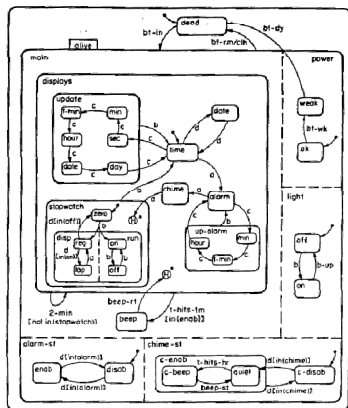 dead
bt-in
bt-rm/cih
bt-dy
alive
main
power
displays
update
1-min
min
hour
sec
date
day
c
c
c
c
c
c
b
date
d
d
time
weak
bt-wk
ok
a
a
a
chime
alarm
stopwatch
d[in(off)]
zero
H*
b
disp
reg
on
run
d
[in(on)]
a
a
b
b
lap
off
up-alarm
hour
min
t-min
c
c
c
c
b
light
off
b
b-up
on
2-min
[not in(stopwatch)]
beep-rt
H*
beep
t-hits-tm
[in(enab)]
alarm-st
d[in(alarm)]
enab
disab
d[in(alarm)]
chime-st
c-enab
t-hits-hr
d[in(chime)]
c-beep
quiet
c-disab
beep-st
d[in(chime)]